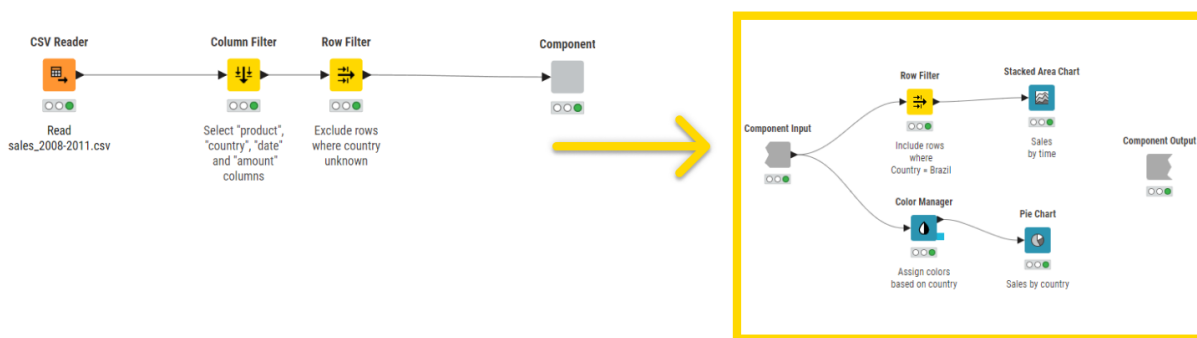 CSV Reader
Read
sales_2008-2011.csv
Column Filter
Select "product",
"country", "date"
and "amount"
columns
Row Filter
Exclude rows
where country
unknown
Component
Component Input
Row Filter
Include rows
where
Country = Brazil
Stacked Area Chart
Sales
by time
Color Manager
Assign colors
based on country
Pie Chart
Sales by country
Component Output